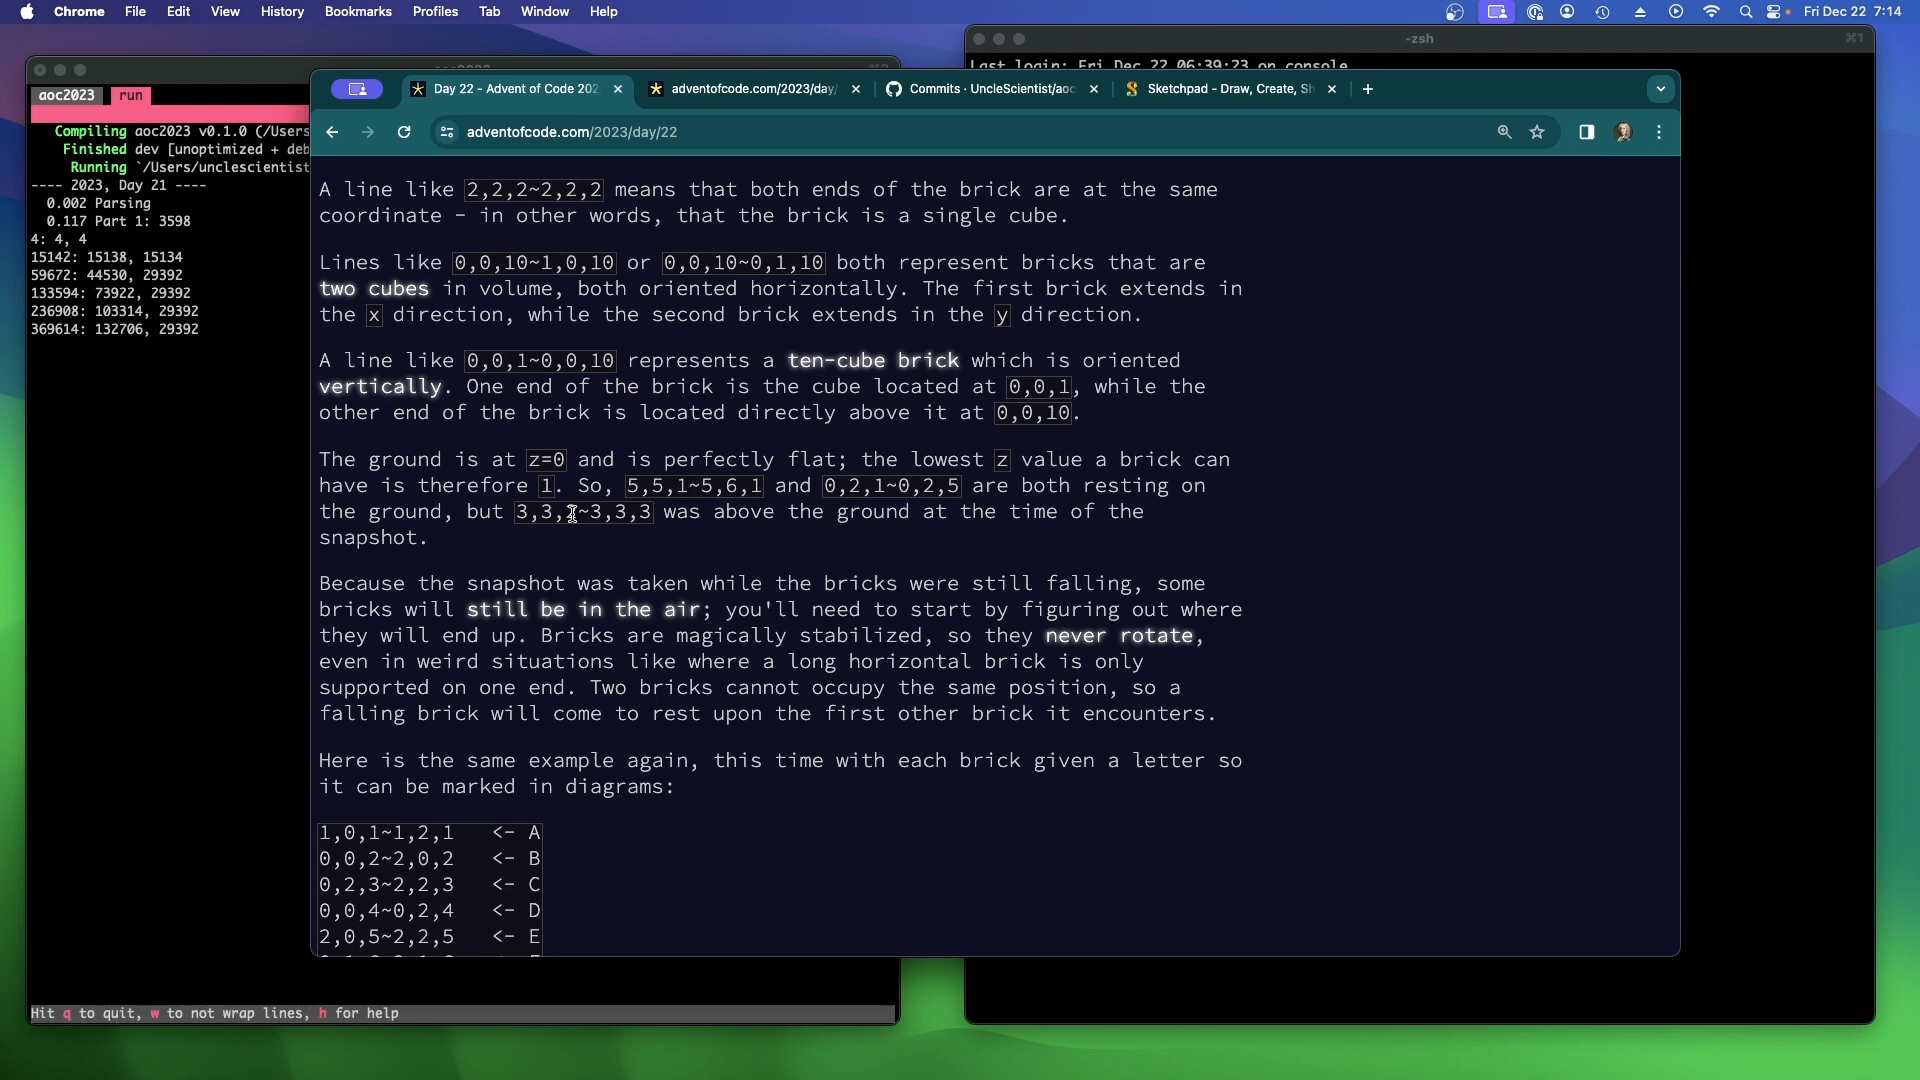 Chrome File Edit View History Bookmarks Profiles Tab Window Help
Fri Dec 22 7:14
-zsh
⌘1
Last login: Fri Dec 22 06:39:23 on console
aoc2023 run
Compiling aoc2023 v0.1.0 (/Users
Finished dev [unoptimized + deb
Running `/Users/unclescientist
---- 2023, Day 21 ----
0.002 Parsing
0.117 Part 1: 3598
4: 4, 4
15142: 15138, 15134
59672: 44530, 29392
133594: 73922, 29392
236908: 103314, 29392
369614: 132706, 29392
Hit q to quit, w to not wrap lines, h for help
Day 22 - Advent of Code 202
adventofcode.com/2023/day/
Commits · UncleScientist/aoc
Sketchpad - Draw, Create, Sh
adventofcode.com/2023/day/22
A line like 2,2,2~2,2,2 means that both ends of the brick are at the same
coordinate - in other words, that the brick is a single cube.
Lines like 0,0,10~1,0,10 or 0,0,10~0,1,10 both represent bricks that are
two cubes in volume, both oriented horizontally. The first brick extends in
the x direction, while the second brick extends in the y direction.
A line like 0,0,1~0,0,10 represents a ten-cube brick which is oriented
vertically. One end of the brick is the cube located at 0,0,1, while the
other end of the brick is located directly above it at 0,0,10.
The ground is at z=0 and is perfectly flat; the lowest z value a brick can
have is therefore 1. So, 5,5,1~5,6,1 and 0,2,1~0,2,5 are both resting on
the ground, but was above the ground at the time of the
snapshot.
Because the snapshot was taken while the bricks were still falling, some
bricks will still be in the air; you'll need to start by figuring out where
they will end up. Bricks are magically stabilized, so they never rotate,
even in weird situations like where a long horizontal brick is only
supported on one end. Two bricks cannot occupy the same position, so a
falling brick will come to rest upon the first other brick it encounters.
Here is the same example again, this time with each brick given a letter so
it can be marked in diagrams:
1,0,1~1,2,1 <- A
0,0,2~2,0,2 <- B
0,2,3~2,2,3 <- C
0,0,4~0,2,4 <- D
2,0,5~2,2,5 <- E